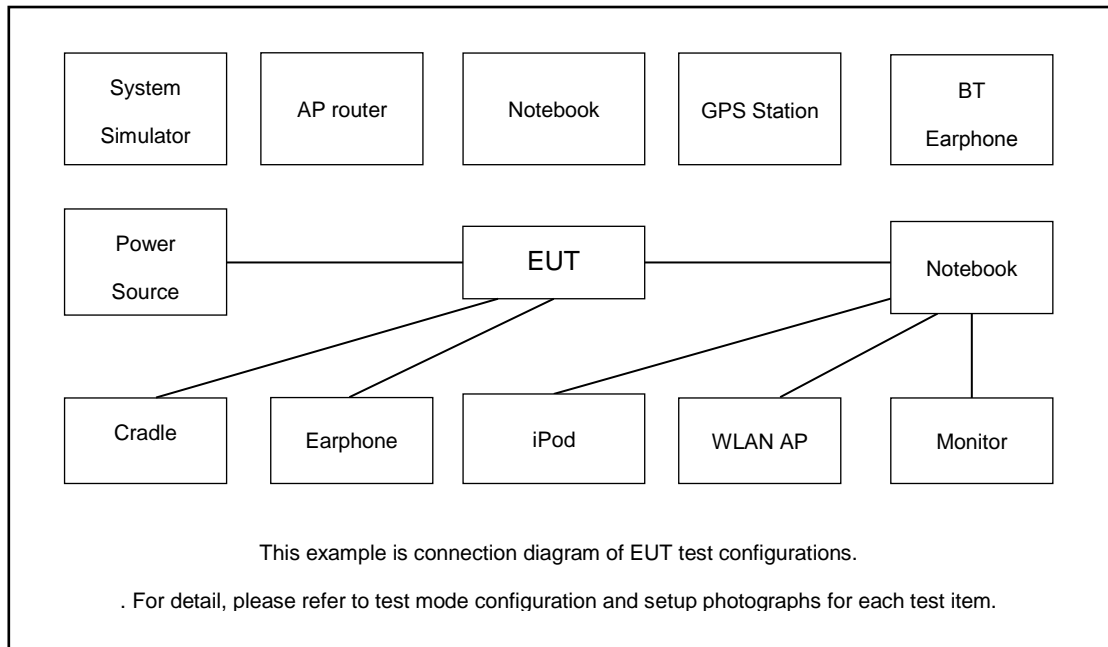 System
Simulator
AP router
Notebook
GPS Station
BT
Earphone
Power
Source
EUT
Notebook
Cradle
Earphone
iPod
WLAN AP
Monitor
This example is connection diagram of EUT test configurations.
. For detail, please refer to test mode configuration and setup photographs for each test item.